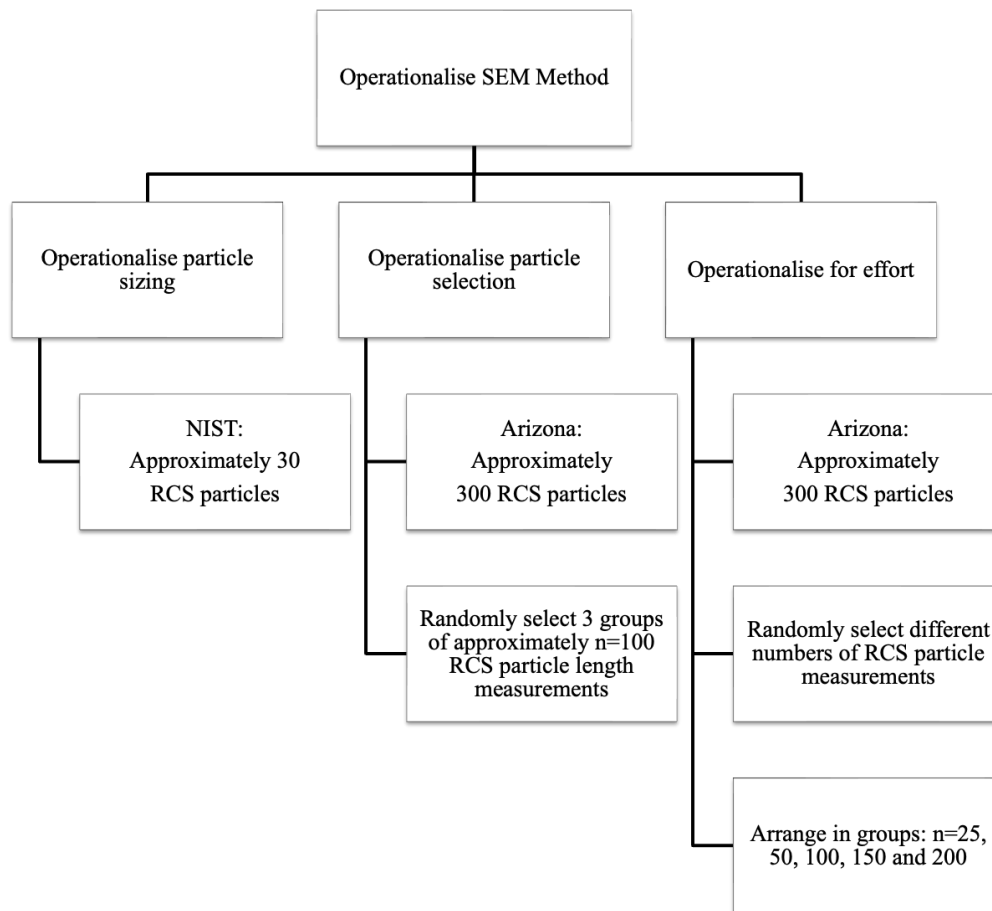 Operationalise SEM Method
Operationalise particle
sizing
Operationalise particle
selection
Operationalise for effort
NIST:
Approximately 30
RCS particles
Arizona:
Approximately
300 RCS particles
Arizona:
Approximately
300 RCS particles
Randomly select 3 groups
of approximately n=100
RCS particle length
measurements
Randomly select different
numbers of RCS particle
measurements
Arrange in groups: n=25,
50, 100, 150 and 200